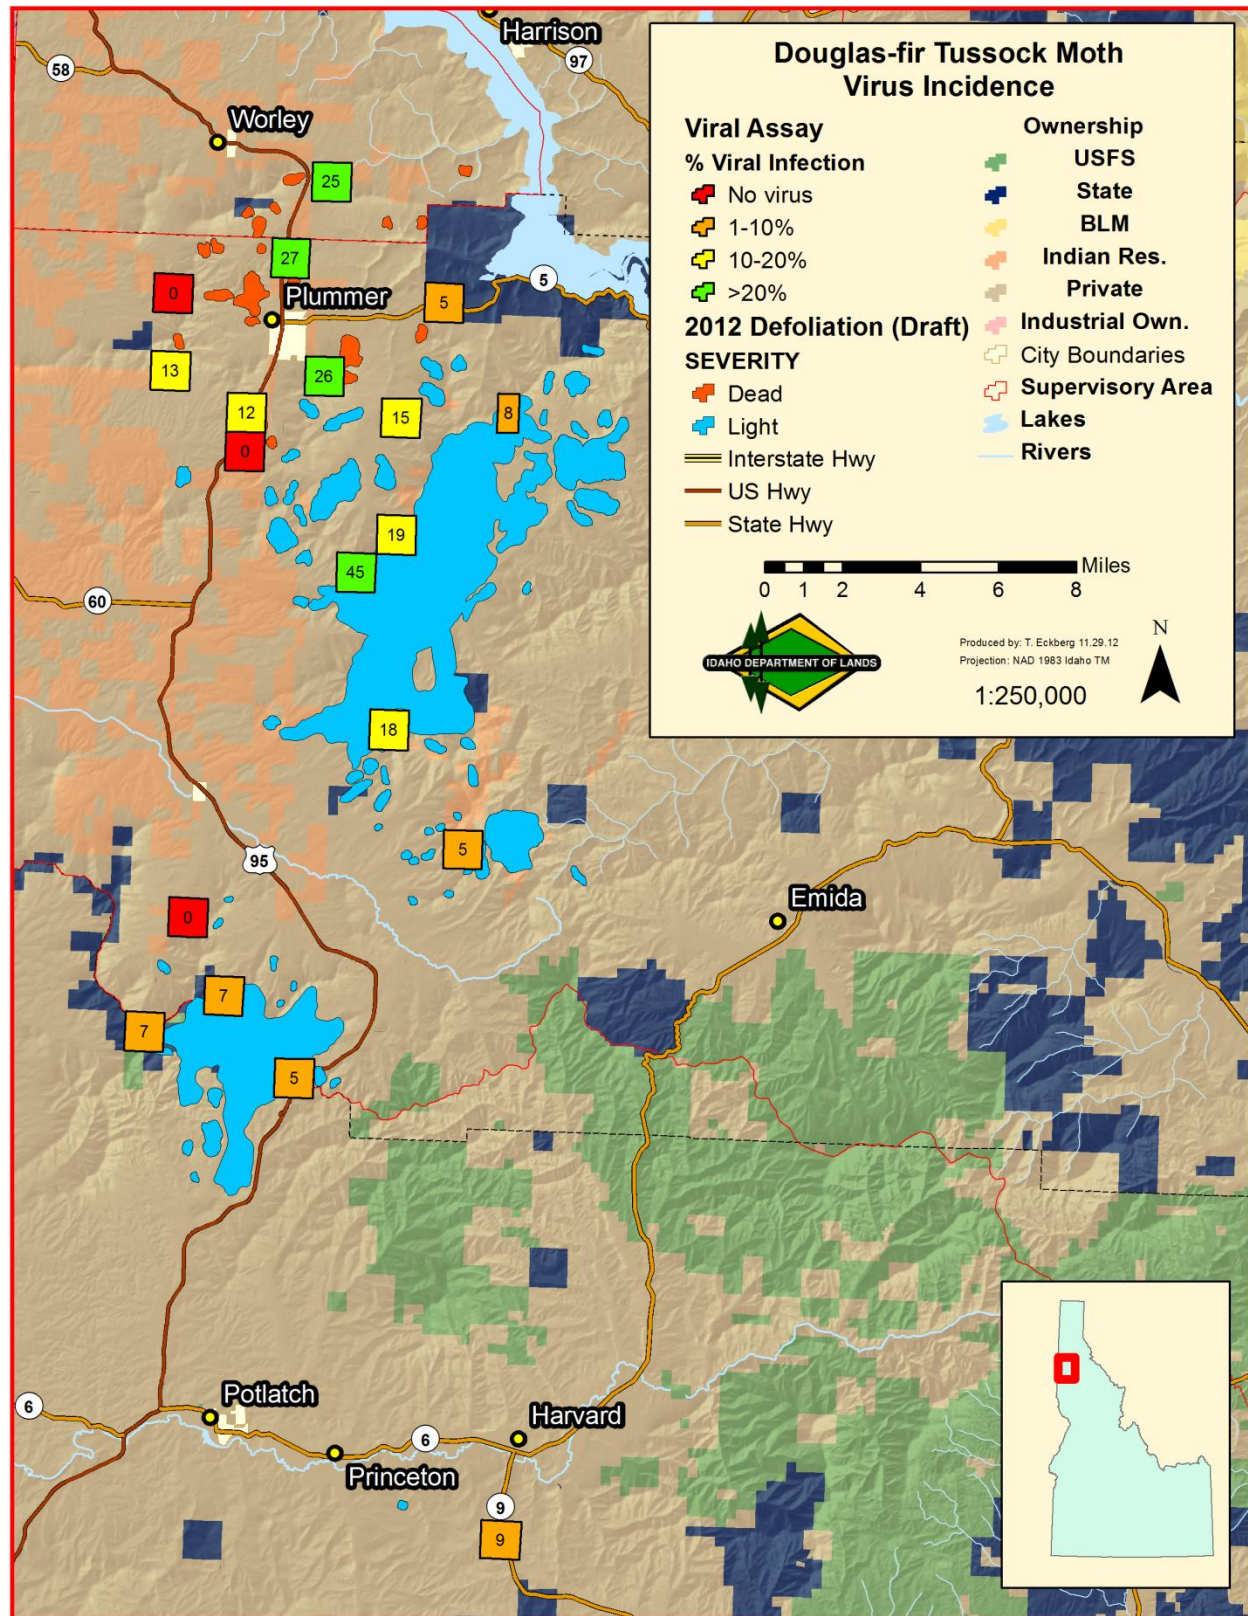 Harrison
97
58
Worley
25
27
0
Plummer
5
5
13
26
12
15
8
0
19
45
60
18
5
95
Emida
0
7
7
5
Potlatch
6
Harvard
6
Princeton
9
9
Douglas-fir Tussock Moth
Virus Incidence
Viral Assay
% Viral Infection
No virus
1-10%
10-20%
>20%
2012 Defoliation (Draft)
SEVERITY
Dead
Light
Interstate Hwy
US Hwy
State Hwy
Ownership
USFS
State
BLM
Indian Res.
Private
Industrial Own.
City Boundaries
Supervisory Area
Lakes
Rivers
Miles
0 1 2 4 6 8
IDAHO DEPARTMENT OF LANDS
Produced by: T. Eckberg 11.29.12
Projection: NAD 1983 Idaho TM
1:250,000
N